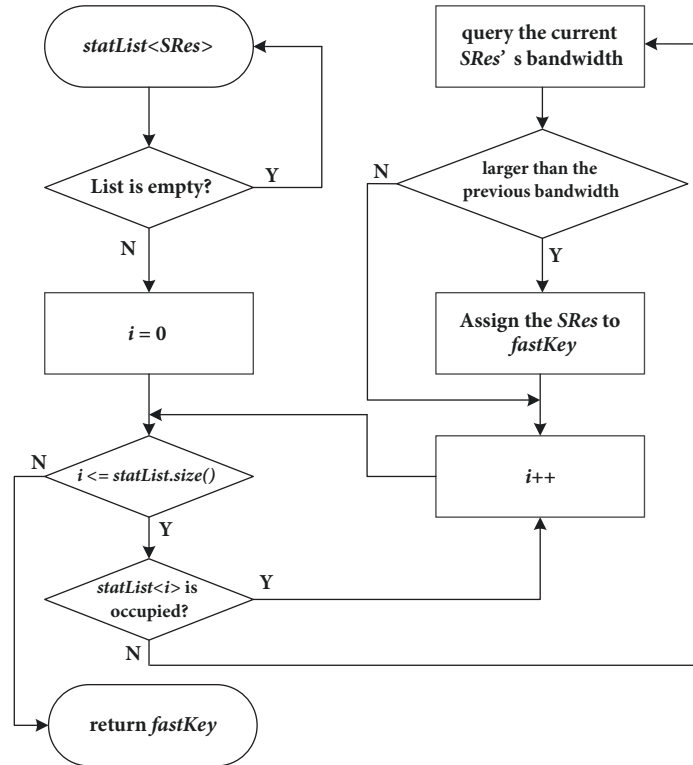 statList<SRes>
List is empty?
Y
N
i = 0
N
i <= statList.size()
Y
statList<i> is
occupied?
Y
N
return fastKey
query the current
SRes’ s bandwidth
N
larger than the
previous bandwidth
Y
Assign the SRes to
fastKey
i++